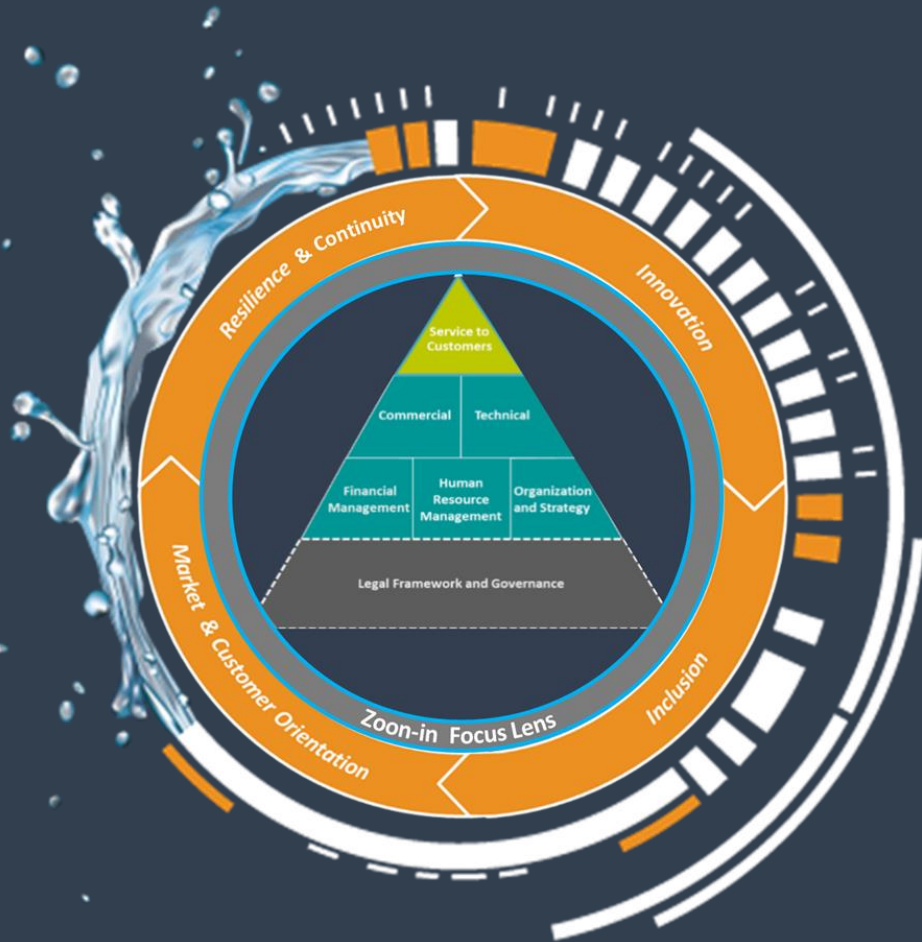 Resilience & Continuity
Innovation
Service to
Customers
Commercial
Technical
Financial
Management
Human
Resource
Management
Organization
and Strategy
Legal Framework and Governance
Market & Customer Orientation
Inclusion
Zoon-in Focus Lens